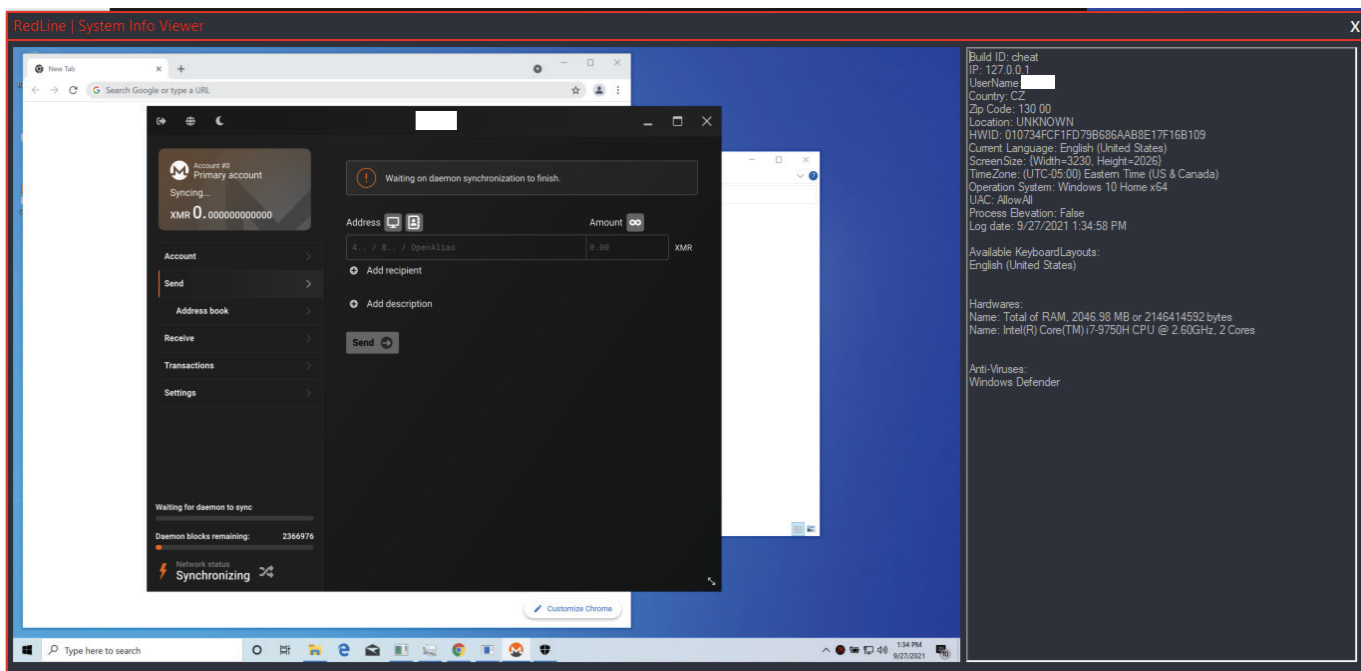 RedLine | System Info Viewer
X
New Tab
Search Google or type a URL
Account #0
Primary account
Syncing...
XMR 0.000000000000
Account
Send
Address book
Receive
Transactions
Settings
Waiting for daemon to sync
Daemon blocks remaining: 2366976
Network status
Synchronizing
Waiting on daemon synchronization to finish.
Address
Amount
4.. / 8.. / OpenAlias
0.00
XMR
Add recipient
Add description
Send
Customize Chrome
Type here to search
1:34 PM
9/27/2021
Build ID: cheat
IP: 127.0.0.1
UserName:
Country: CZ
Zip Code: 130 00
Location: UNKNOWN
HWID: 010734FCF1FD79B686AAB8E17F16B109
Current Language: English (United States)
ScreenSize: {Width=3230, Height=2026}
TimeZone: (UTC-05:00) Eastern Time (US & Canada)
Operation System: Windows 10 Home x64
UAC: AllowAll
Process Elevation: False
Log date: 9/27/2021 1:34:58 PM
Available KeyboardLayouts:
English (United States)
Hardwares:
Name: Total of RAM, 2046.98 MB or 2146414592 bytes
Name: Intel(R) Core(TM) i7-9750H CPU @ 2.60GHz, 2 Cores
Anti-Viruses:
Windows Defender